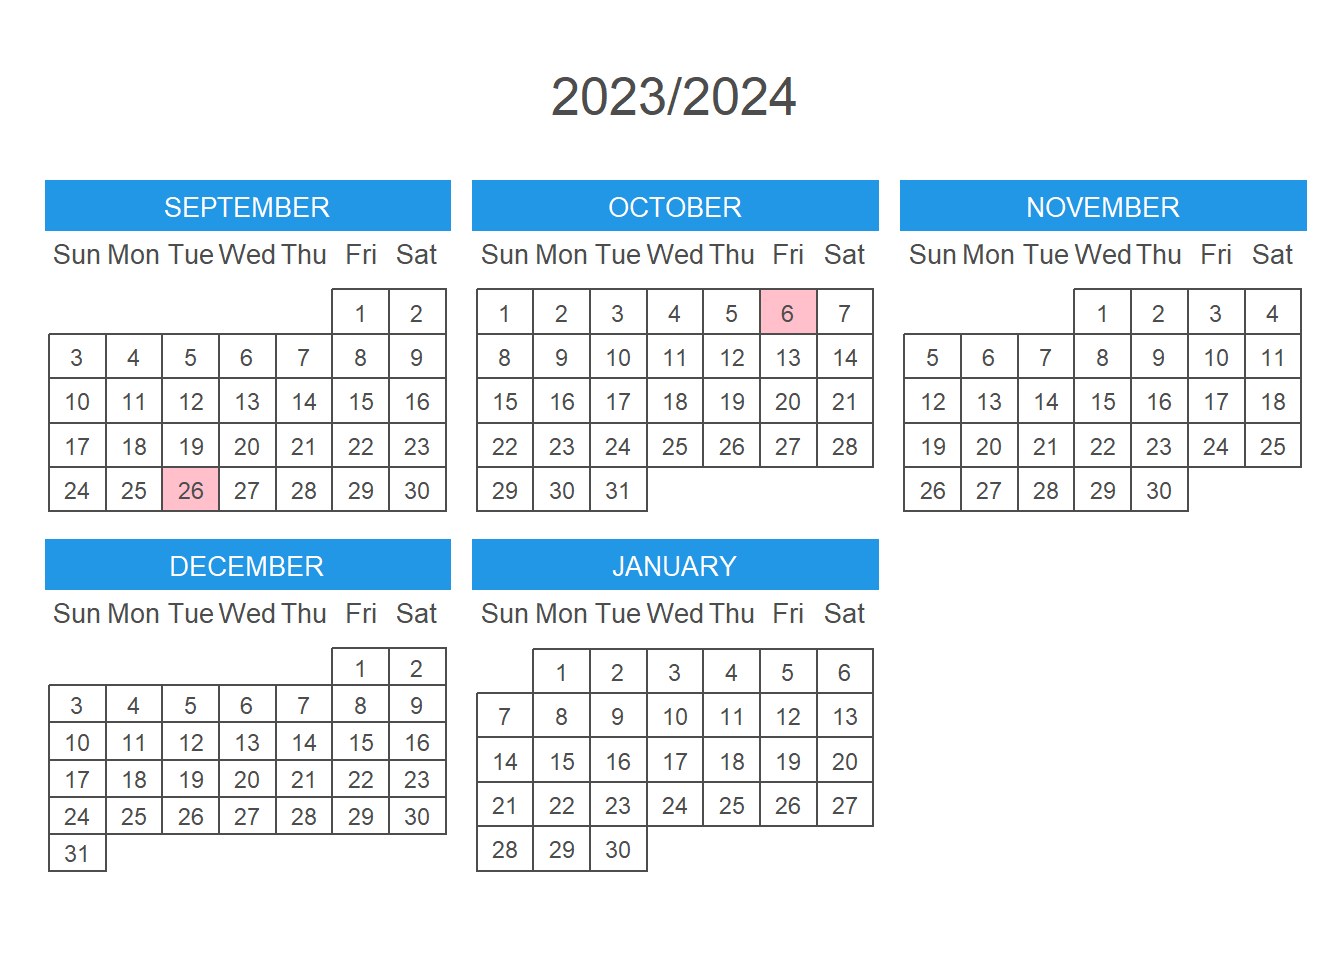 2023/2024
SEPTEMBER
Sun Mon Tue Wed Thu Fri Sat
1 2
3 4 5 6 7 8 9
10 11 12 13 14 15 16
17 18 19 20 21 22 23
24 25 26 27 28 29 30
OCTOBER
Sun Mon Tue Wed Thu Fri Sat
1 2 3 4 5 6 7
8 9 10 11 12 13 14
15 16 17 18 19 20 21
22 23 24 25 26 27 28
29 30 31
NOVEMBER
Sun Mon Tue Wed Thu Fri Sat
1 2 3 4
5 6 7 8 9 10 11
12 13 14 15 16 17 18
19 20 21 22 23 24 25
26 27 28 29 30
DECEMBER
Sun Mon Tue Wed Thu Fri Sat
1 2
3 4 5 6 7 8 9
10 11 12 13 14 15 16
17 18 19 20 21 22 23
24 25 26 27 28 29 30
31
JANUARY
Sun Mon Tue Wed Thu Fri Sat
1 2 3 4 5 6
7 8 9 10 11 12 13
14 15 16 17 18 19 20
21 22 23 24 25 26 27
28 29 30